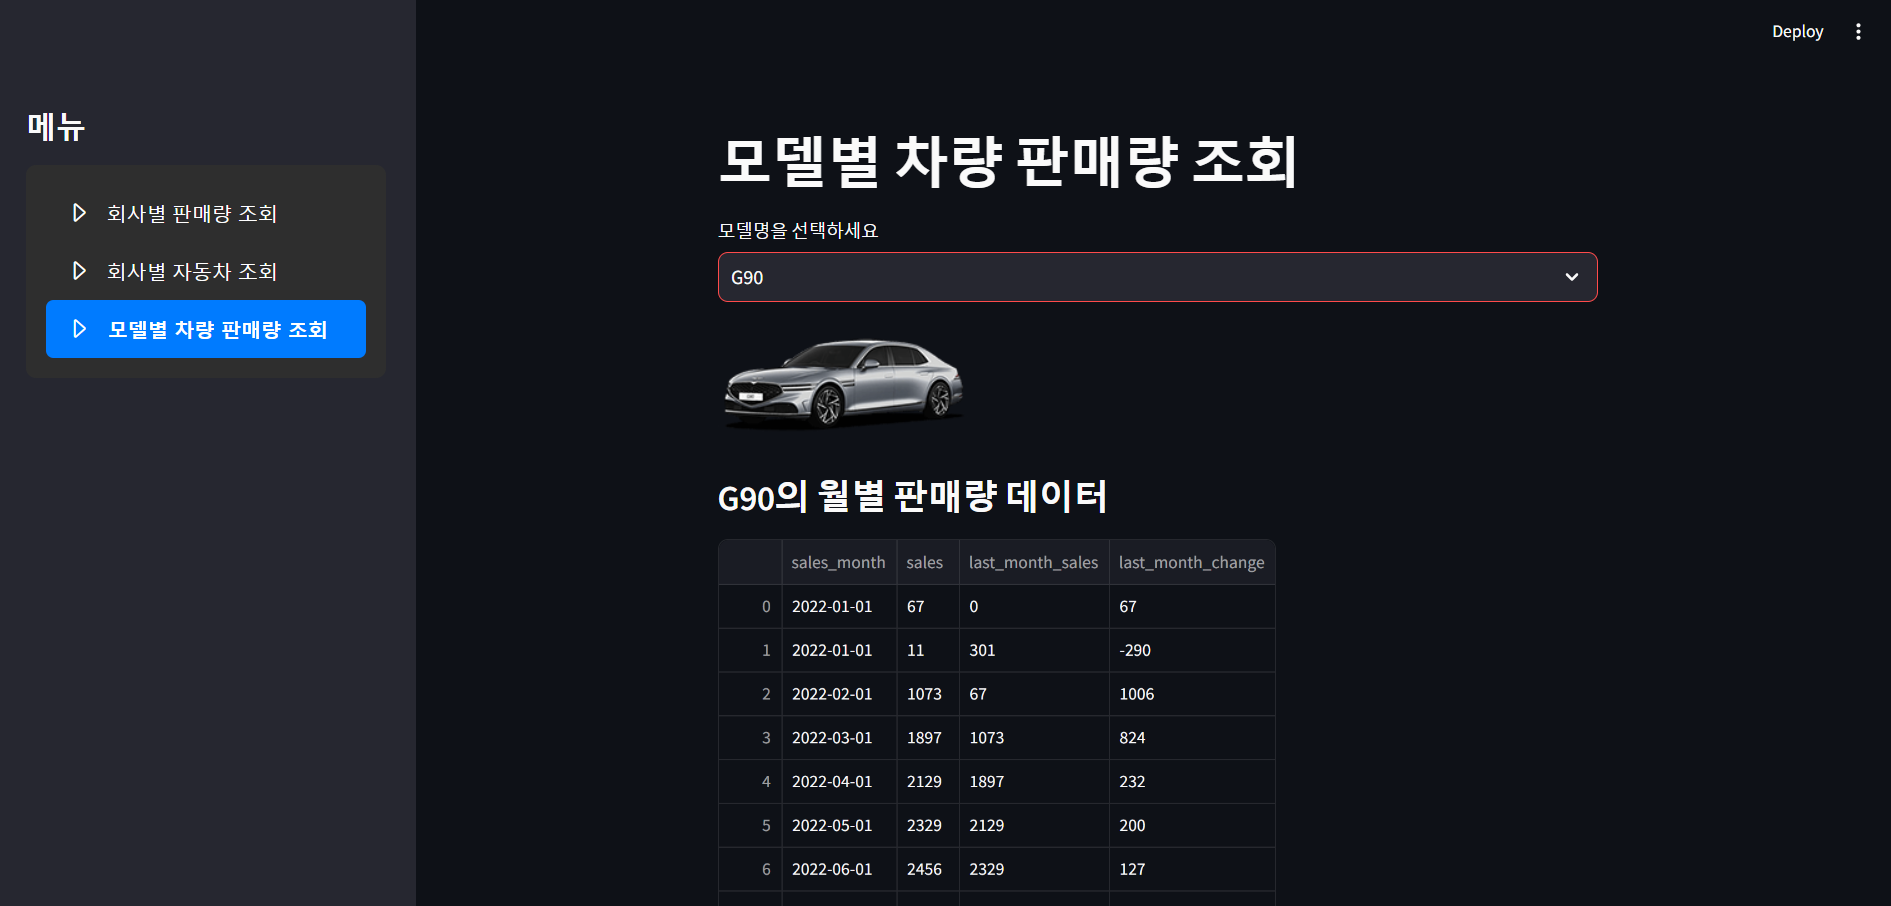 Deploy
메뉴
회사별 판매량 조회
회사별 자동차 조회
모델별 차량 판매량 조회
모델별 차량 판매량 조회
모델명을 선택하세요
G90
G90의 월별 판매량 데이터
sales_month sales last_month_sales last_month_change
0 2022-01-01 67 0 67
1 2022-01-01 11 301 -290
2 2022-02-01 1073 67 1006
3 2022-03-01 1897 1073 824
4 2022-04-01 2129 1897 232
5 2022-05-01 2329 2129 200
6 2022-06-01 2456 2329 127